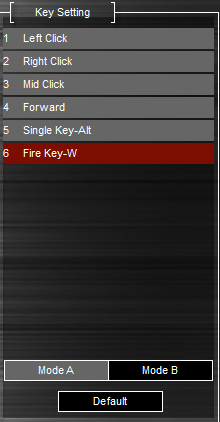 Key Setting
1 Left Click
2 Right Click
3 Mid Click
4 Forward
5 Single Key-Alt
6 Fire Key-W
Mode A Mode B
Default